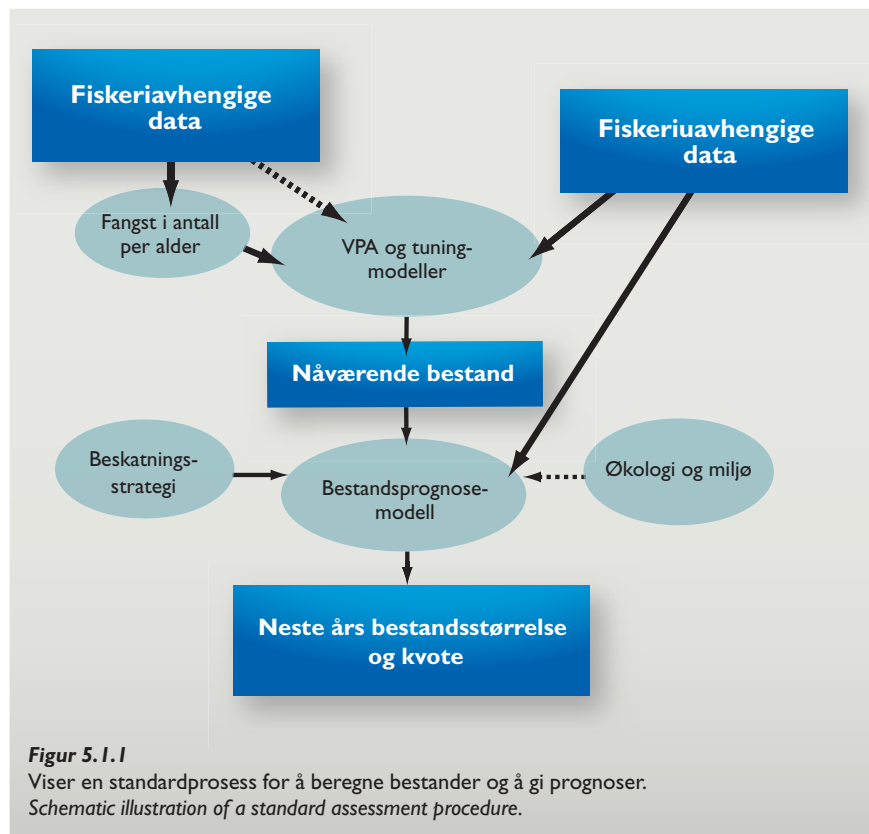 Fiskeriavhengige
data
Fiskeriuavhengige
data
Fangst i antall
per alder
VPA og tuning-
modeller
Nåværende bestand
Beskatnings-
strategi
Bestandsprognose-
modell
Økologi og miljø
Neste års bestandsstørrelse
og kvote
Figur 5.1.1
Viser en standardprosess for å beregne bestander og å gi prognoser.
Schematic illustration of a standard assessment procedure.